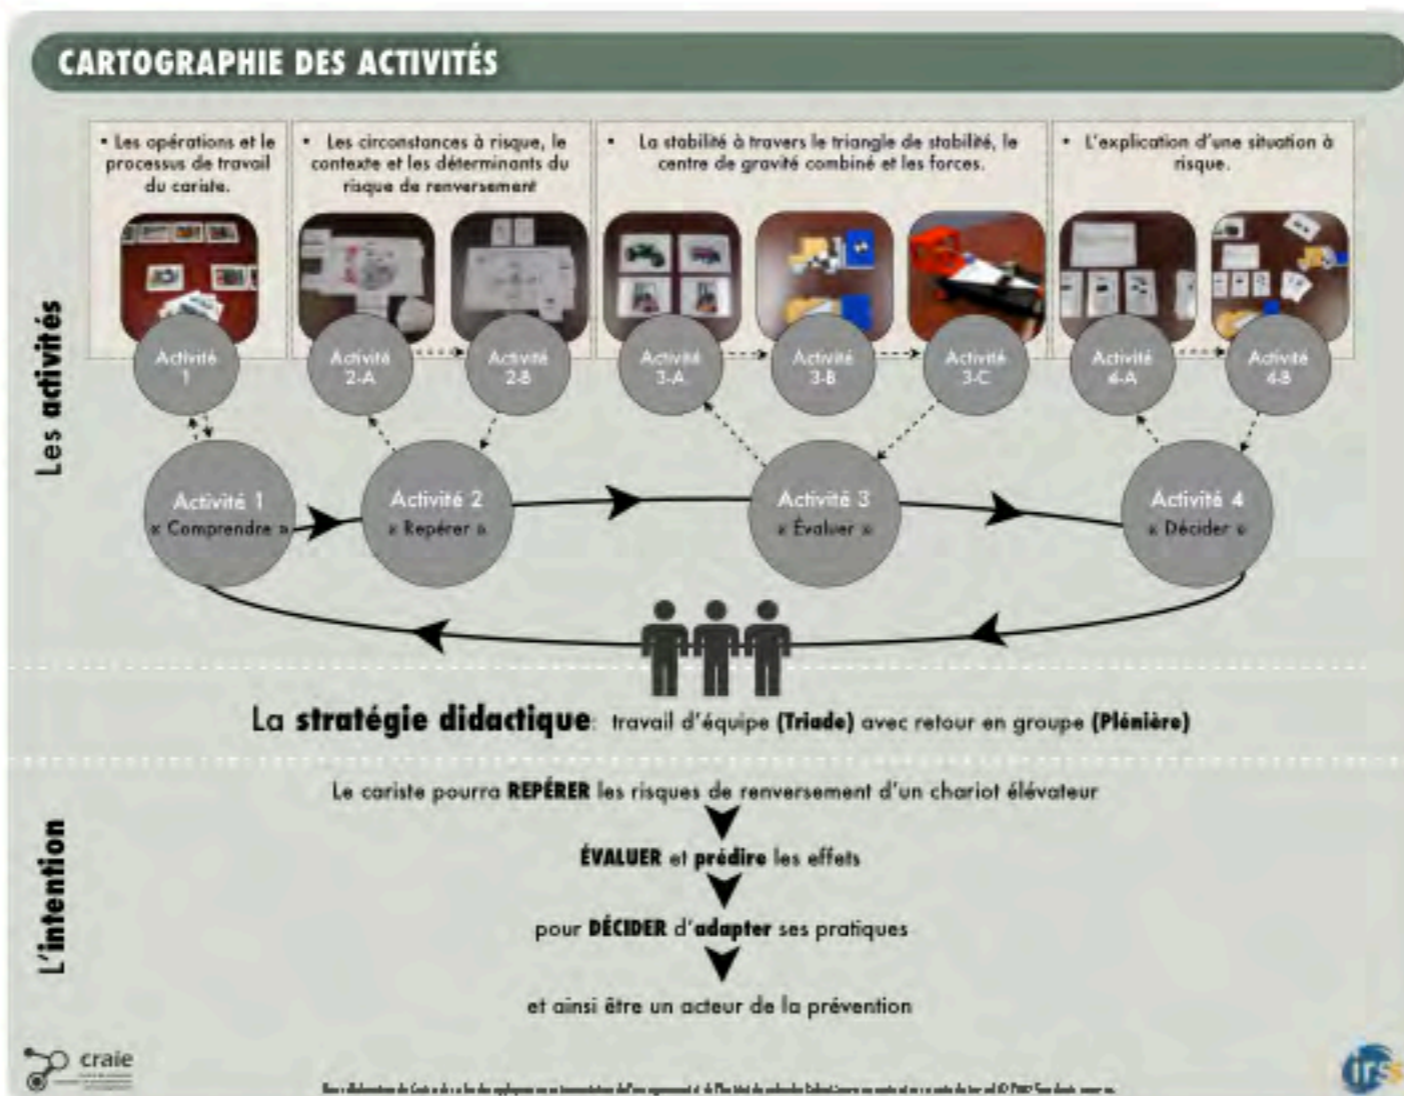 CARTOGRAPHIE DES ACTIVITÉS
• Les opérations et le
processus de travail
du cariste.
• Les circonstances à risque, le
contexte et les déterminants du
risque de renversement
• La stabilité à travers le triangle de stabilité, le
centre de gravité combiné et les forces.
• L'explication d'une situation à
risque.
Les activités
Activité
1
Activité
2-A
Activité
2-B
Activité
3-A
Activité
3-B
Activité
3-C
Activité
4-A
Activité
4-B
Activité 1
« Comprendre »
Activité 2
« Repérer »
Activité 3
« Évaluer »
Activité 4
« Décider »
La stratégie didactique: travail d'équipe (Triade) avec retour en groupe (Plénière)
L'intention
Le cariste pourra REPÉRER les risques de renversement d'un chariot élévateur
ÉVALUER et prédire les effets
pour DÉCIDER d'adapter ses pratiques
et ainsi être un acteur de la prévention
craie
irsst